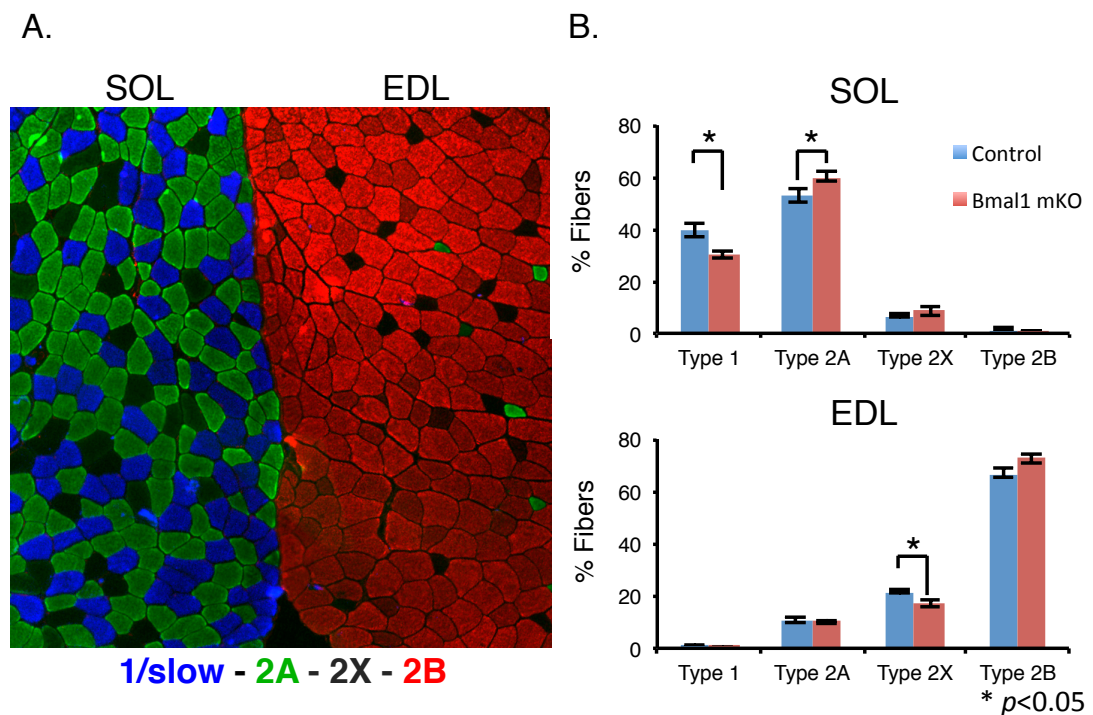 A.
SOL EDL
1/slow - 2A - 2X - 2B
B.
SOL
80
60
40
20
0
% Fibers
* *
Control
Bmal1 mKO
Type 1 Type 2A Type 2X Type 2B
EDL
80
60
40
20
0
% Fibers
*
Type 1 Type 2A Type 2X Type 2B
* p<0.05